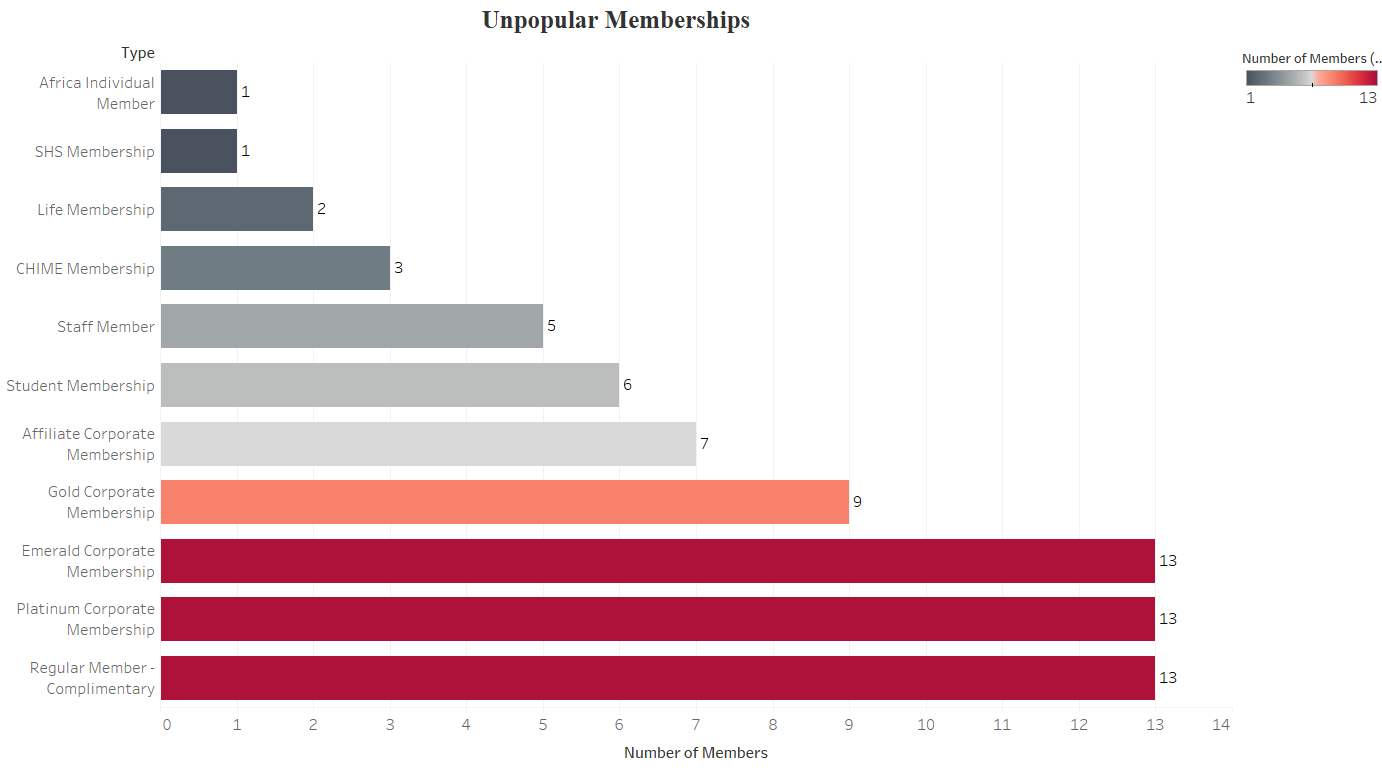 Unpopular Memberships
Type
Africa Individual
Member
1
SHS Membership
1
Life Membership
2
CHIME Membership
3
Staff Member
5
Student Membership
6
Affiliate Corporate
Membership
7
Gold Corporate
Membership
9
Emerald Corporate
Membership
13
Platinum Corporate
Membership
13
Regular Member -
Complimentary
13
0 1 2 3 4 5 6 7 8 9 10 11 12 13 14
Number of Members
Number of Members (..
1 13